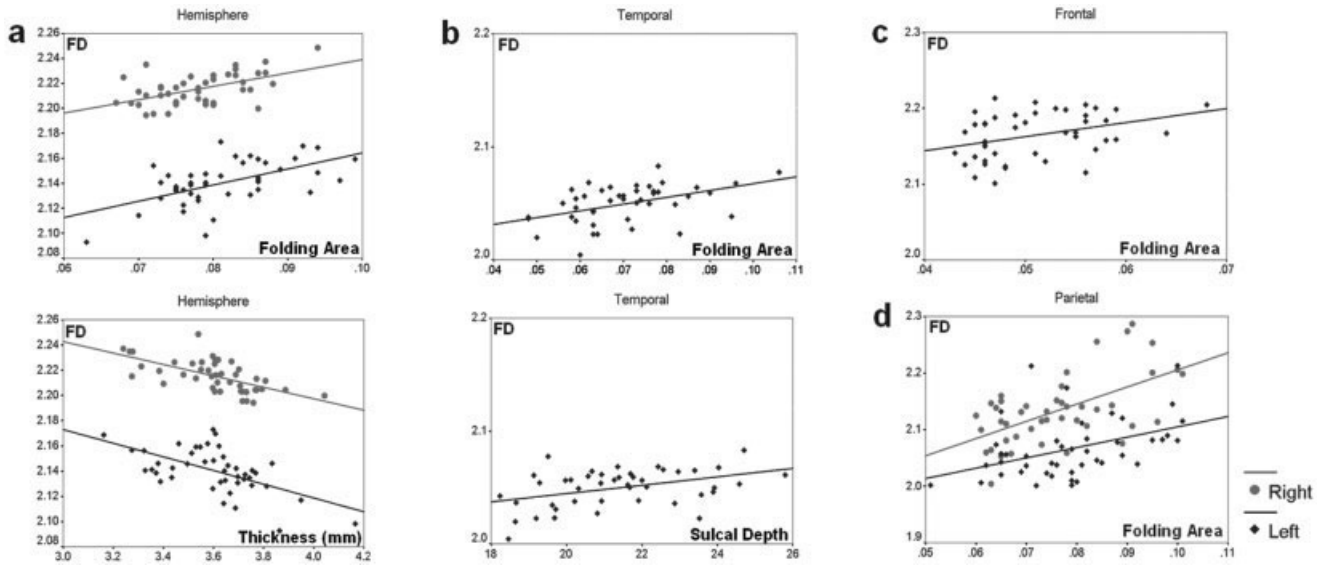 a
Hemisphere
FD
2.26
2.24
2.22
2.20
2.18
2.16
2.14
2.12
2.10
2.08
Folding Area
.06 .07 .08 .09 .10
b
Temporal
FD
2.2
2.1
2.0
Folding Area
.04 .05 .06 .07 .08 .09 .10 .11
c
Frontal
FD
2.3
2.2
2.1
2.0
Folding Area
.04 .05 .06 .07
Hemisphere
FD
2.26
2.24
2.22
2.20
2.18
2.16
2.14
2.12
2.10
2.08
Thickness (mm)
3.0 3.2 3.4 3.6 3.8 4.0 4.2
Temporal
FD
2.2
2.1
2.0
Sulcal Depth
18 20 22 24 26
d
Parietal
FD
2.3
2.2
2.1
2.0
1.9
Folding Area
.05 .06 .07 .08 .09 .10 .11
Right
Left